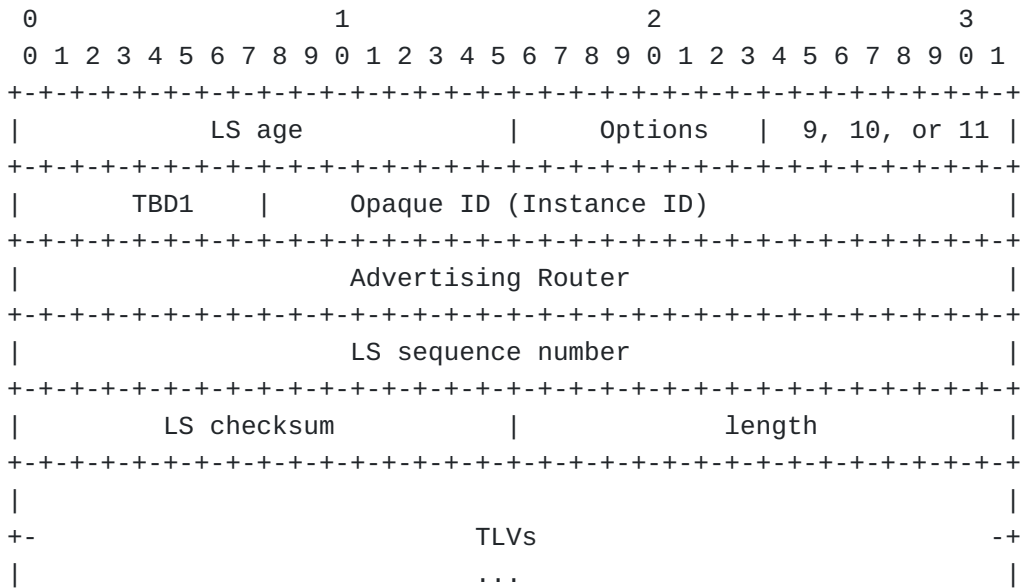 0                   1                   2                   3
 0 1 2 3 4 5 6 7 8 9 0 1 2 3 4 5 6 7 8 9 0 1 2 3 4 5 6 7 8 9 0 1
+-+-+-+-+-+-+-+-+-+-+-+-+-+-+-+-+-+-+-+-+-+-+-+-+-+-+-+-+-+-+-+-+
|            LS age             |     Options   |  9, 10, or 11 |
+-+-+-+-+-+-+-+-+-+-+-+-+-+-+-+-+-+-+-+-+-+-+-+-+-+-+-+-+-+-+-+-+
|       TBD1    |     Opaque ID (Instance ID)                   |
+-+-+-+-+-+-+-+-+-+-+-+-+-+-+-+-+-+-+-+-+-+-+-+-+-+-+-+-+-+-+-+-+
|                     Advertising Router                        |
+-+-+-+-+-+-+-+-+-+-+-+-+-+-+-+-+-+-+-+-+-+-+-+-+-+-+-+-+-+-+-+-+
|                     LS sequence number                        |
+-+-+-+-+-+-+-+-+-+-+-+-+-+-+-+-+-+-+-+-+-+-+-+-+-+-+-+-+-+-+-+-+
|         LS checksum           |             length            |
+-+-+-+-+-+-+-+-+-+-+-+-+-+-+-+-+-+-+-+-+-+-+-+-+-+-+-+-+-+-+-+-+
|                                                               |
+-                            TLVs                             -+
|                             ...                               |